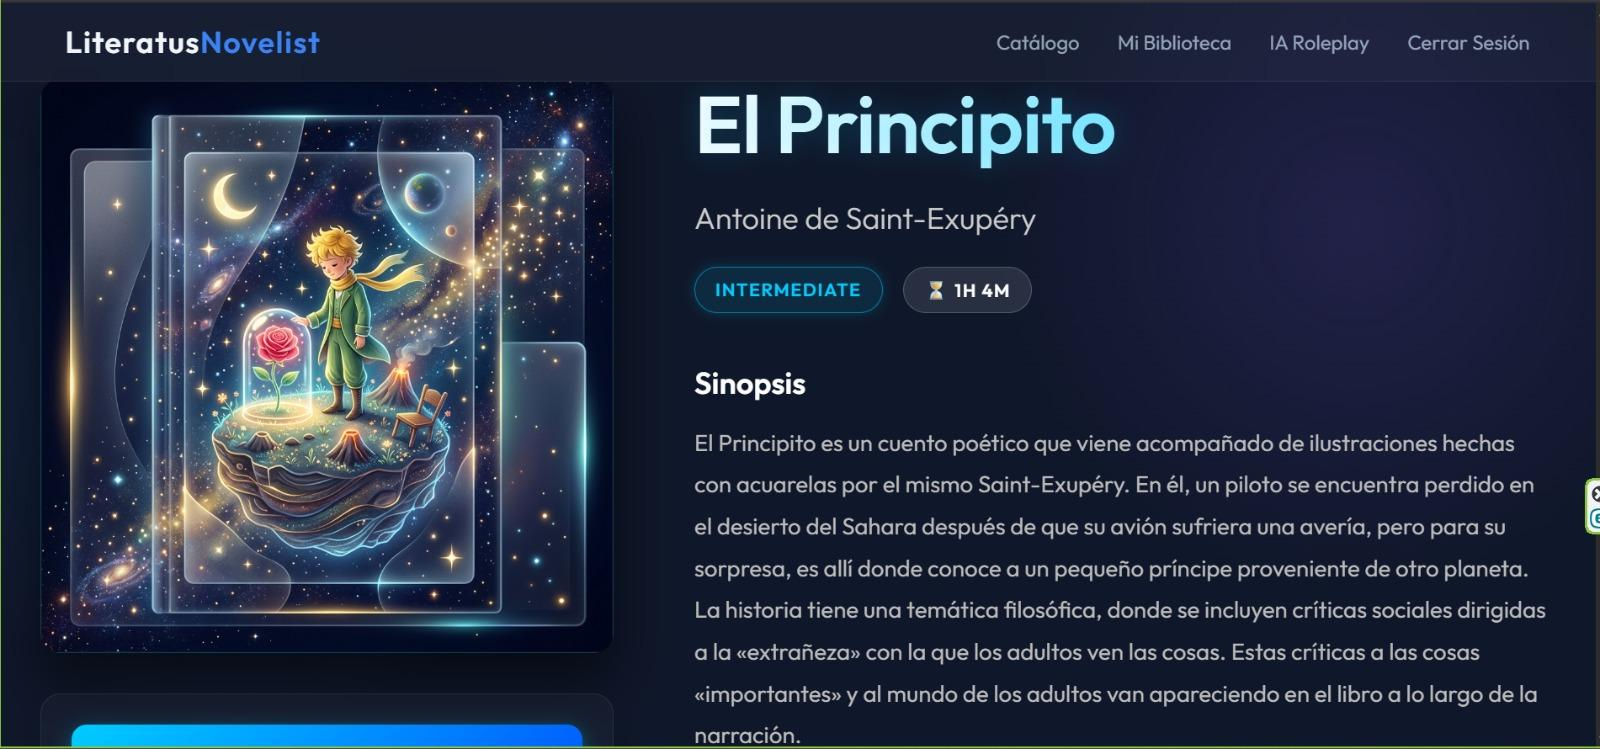 LiteratusNovelist
Catálogo
Mi Biblioteca
IA Roleplay
Cerrar Sesión
El Principito
Antoine de Saint-Exupéry
INTERMEDIATE
⏳ 1H 4M
Sinopsis
El Principito es un cuento poético que viene acompañado de ilustraciones hechas
con acuarelas por el mismo Saint-Exupéry. En él, un piloto se encuentra perdido en
el desierto del Sahara después de que su avión sufriera una avería, pero para su
sorpresa, es allí donde conoce a un pequeño príncipe proveniente de otro planeta.
La historia tiene una temática filosófica, donde se incluyen críticas sociales dirigidas
a la «extrañeza» con la que los adultos ven las cosas. Estas críticas a las cosas
«importantes» y al mundo de los adultos van apareciendo en el libro a lo largo de la
narración.